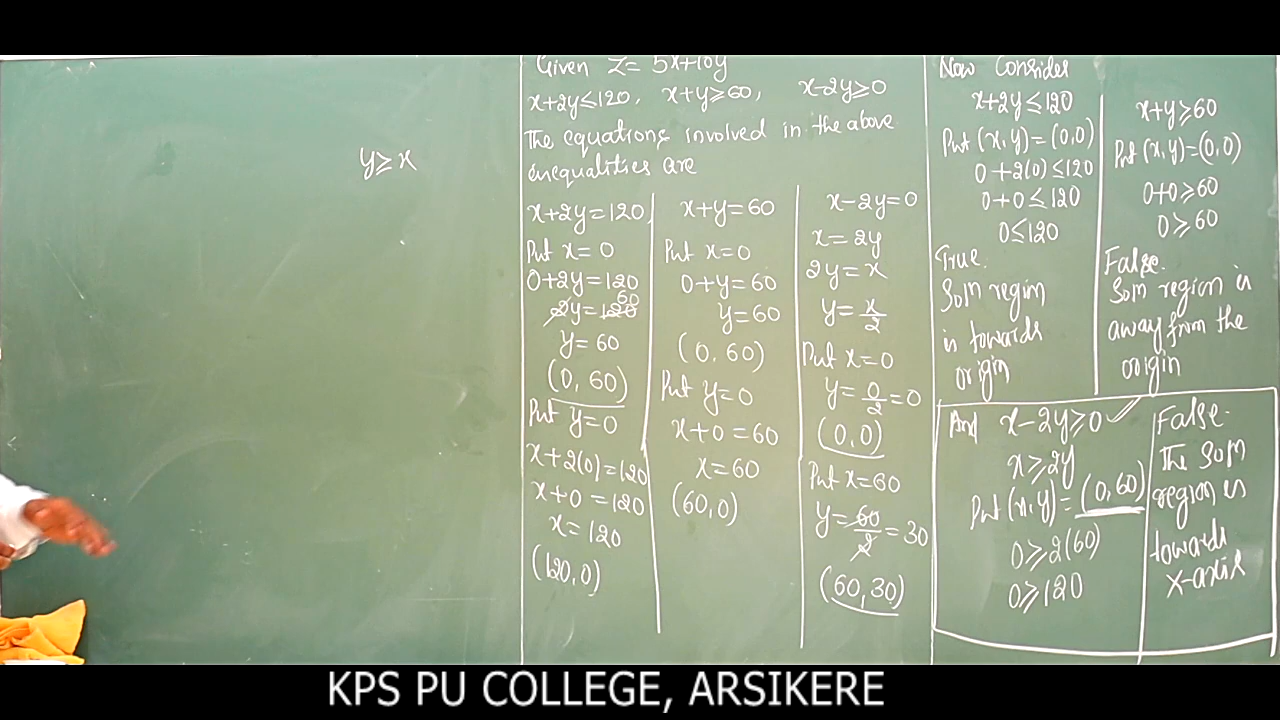 y≥x
Given Z= 5x+10y
x+2y≤120, x+y≥60, x-2y≥0
The equations involved in the above
inequalities are
x+2y=120,
Put x=0
0+2y=120
2y=120 60
y=60
(0,60)
Put y=0
x+2(0)=120
x+0=120
x=120
(120,0)
x+y=60
Put x=0
0+y=60
y=60
(0,60)
Put y=0
x+0=60
x=60
(60,0)
x-2y=0
x=2y
2y=x
y=x/2
Put x=0
y=0/2=0
(0,0)
Put x=60
y=60/2=30
(60,30)
Now Consider
x+2y≤120
Put (x,y)=(0,0)
0+2(0)≤120
0+0≤120
0≤120
True.
Soln region
is towards
origin
x+y≥60
Put (x,y)=(0,0)
0+0≥60
0≥60
False.
Soln region is
away from the
origin
And x-2y≥0 ✓
x≥2y
Put (x,y)=(0,60)
0≥2(60)
0≥120
False.
The Soln
region is
towards
X-axis
KPS PU COLLEGE, ARSIKERE